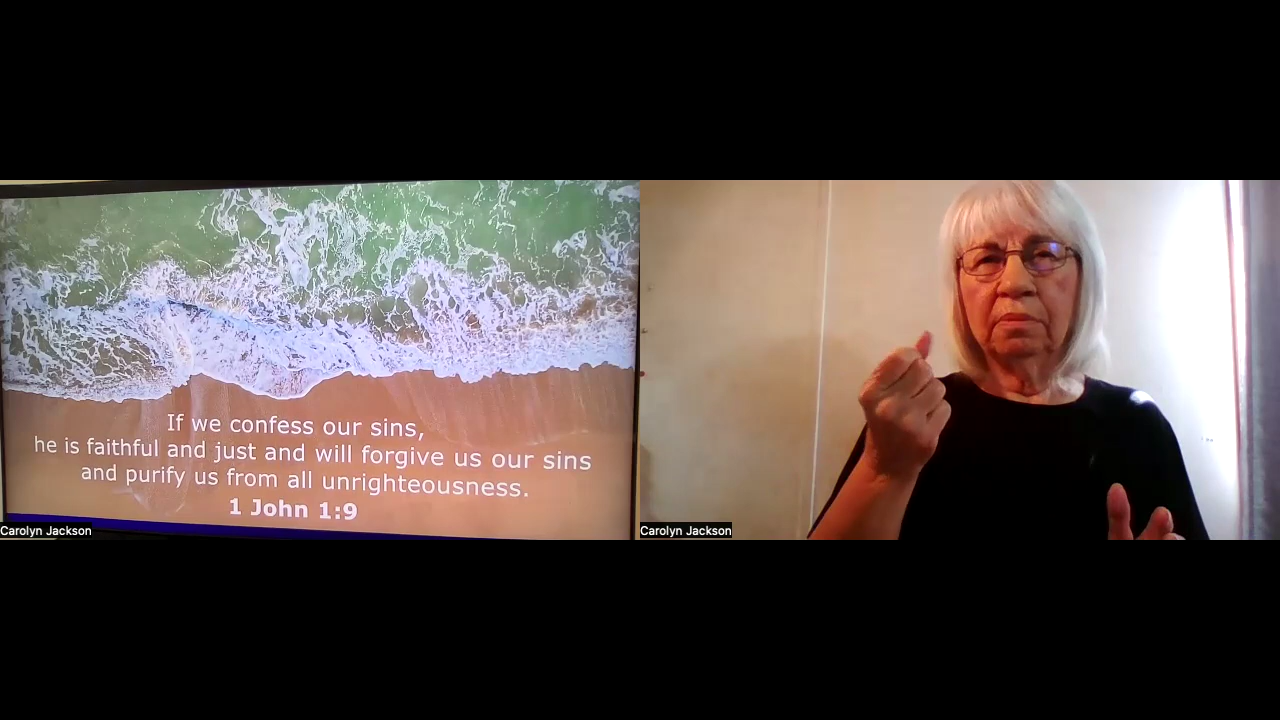 If we confess our sins,
he is faithful and just and will forgive us our sins
and purify us from all unrighteousness.
1 John 1:9
Carolyn Jackson
Carolyn Jackson